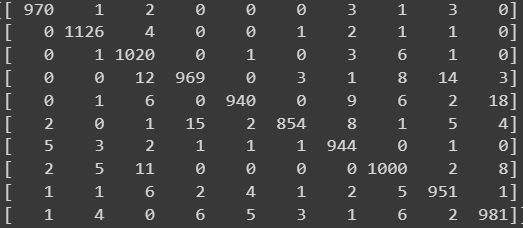 [[ 970 1 2 0 0 0 3 1 3 0]
[ 0 1126 4 0 0 1 2 1 1 0]
[ 0 1 1020 0 1 0 3 6 1 0]
[ 0 0 12 969 0 3 1 8 14 3]
[ 0 1 6 0 940 0 9 6 2 18]
[ 2 0 1 15 2 854 8 1 5 4]
[ 5 3 2 1 1 1 944 0 1 0]
[ 2 5 11 0 0 0 0 1000 2 8]
[ 1 1 6 2 4 1 2 5 951 1]
[ 1 4 0 6 5 3 1 6 2 981]]